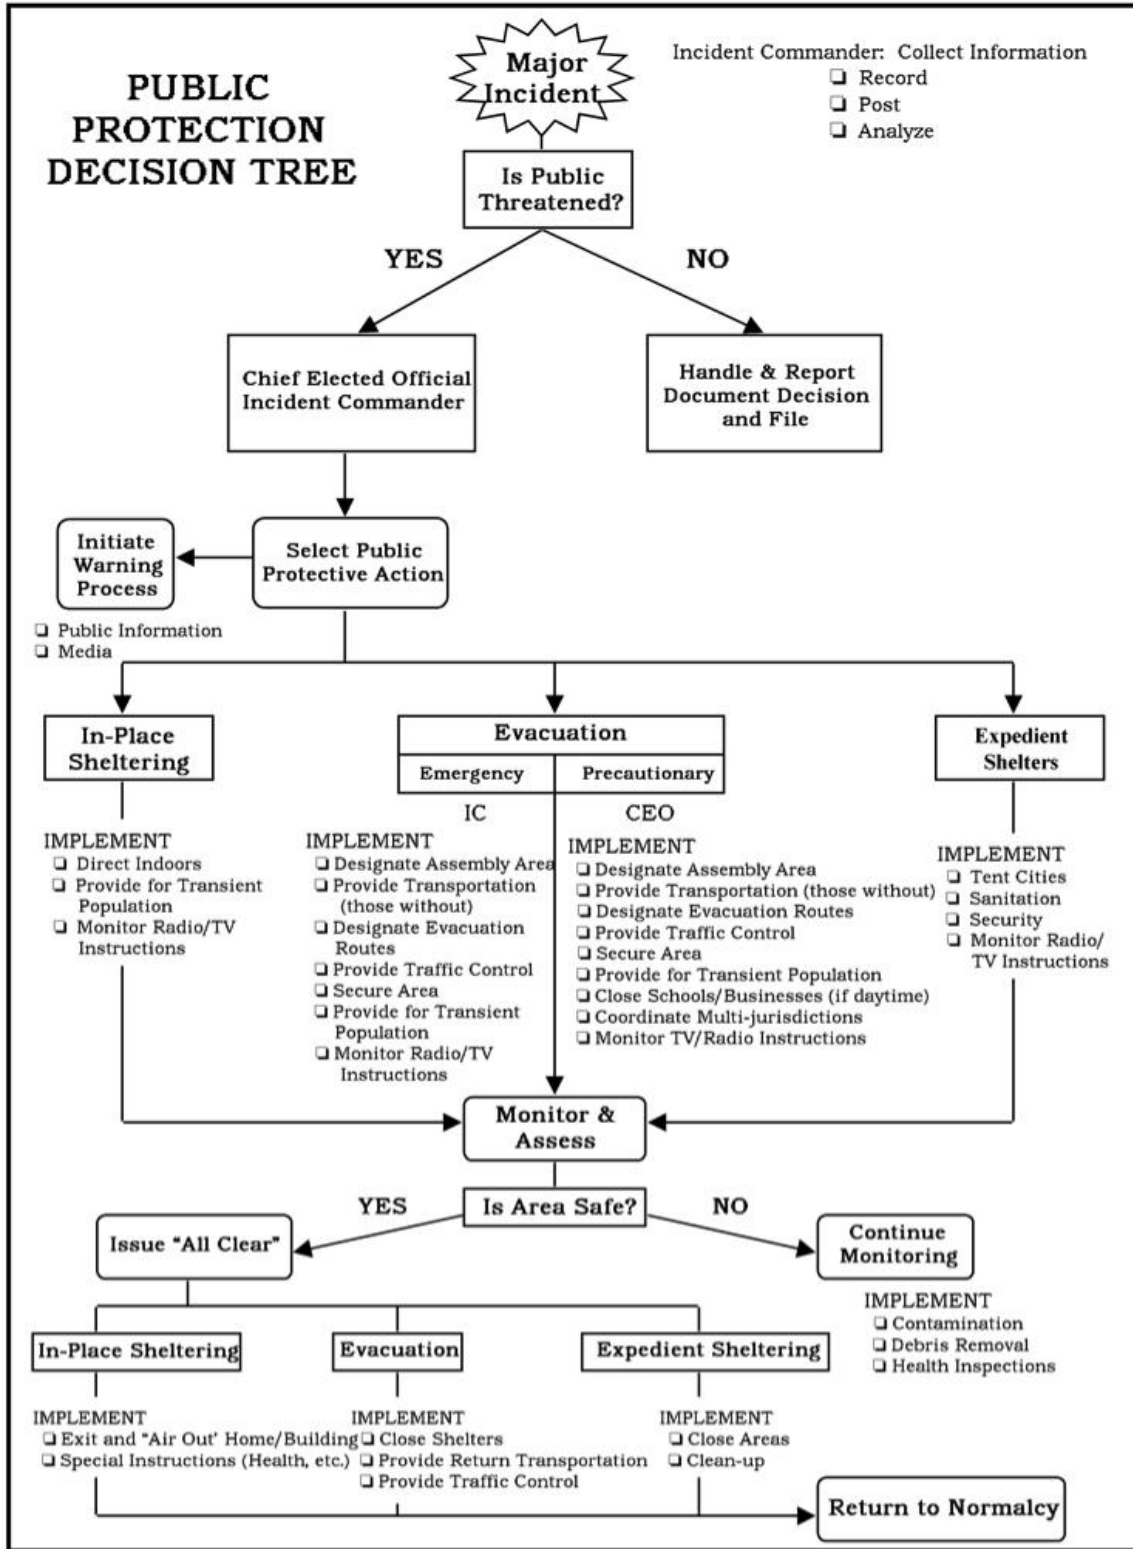 PUBLIC
PROTECTION
DECISION TREE
Major
Incident
Incident Commander: Collect Information
❑ Record
❑ Post
❑ Analyze
Is Public
Threatened?
YES
NO
Chief Elected Official
Incident Commander
Handle & Report
Document Decision
and File
Initiate
Warning
Process
Select Public
Protective Action
❑ Public Information
❑ Media
In-Place
Sheltering
Evacuation
Emergency
Precautionary
Expedient
Shelters
IC
CEO
IMPLEMENT
❑ Direct Indoors
❑ Provide for Transient
Population
❑ Monitor Radio/TV
Instructions
IMPLEMENT
❑ Designate Assembly Area
❑ Provide Transportation
(those without)
❑ Designate Evacuation
Routes
❑ Provide Traffic Control
❑ Secure Area
❑ Provide for Transient
Population
❑ Monitor Radio/TV
Instructions
IMPLEMENT
❑ Designate Assembly Area
❑ Provide Transportation (those without)
❑ Designate Evacuation Routes
❑ Provide Traffic Control
❑ Secure Area
❑ Provide for Transient Population
❑ Close Schools/Businesses (if daytime)
❑ Coordinate Multi-jurisdictions
❑ Monitor TV/Radio Instructions
IMPLEMENT
❑ Tent Cities
❑ Sanitation
❑ Security
❑ Monitor Radio/
TV Instructions
Monitor &
Assess
Is Area Safe?
YES
NO
Issue “All Clear”
Continue
Monitoring
IMPLEMENT
❑ Contamination
❑ Debris Removal
❑ Health Inspections
In-Place Sheltering
Evacuation
Expedient Sheltering
IMPLEMENT
❑ Exit and “Air Out’ Home/Building
❑ Special Instructions (Health, etc.)
IMPLEMENT
❑ Close Shelters
❑ Provide Return Transportation
❑ Provide Traffic Control
IMPLEMENT
❑ Close Areas
❑ Clean-up
Return to Normalcy